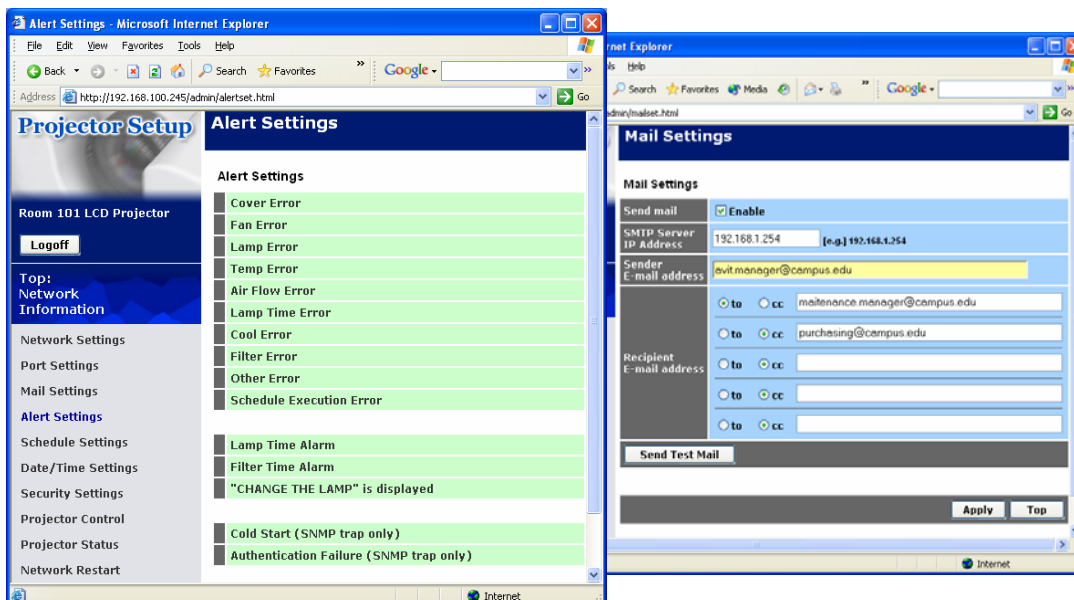 Alert Settings - Microsoft Internet Explorer
File Edit View Favorites Tools Help
Back Search Favorites » Google »
Address http://192.168.100.245/admin/alertset.html Go
Projector Setup
Room 101 LCD Projector
Logoff
Top:
Network
Information
Network Settings
Port Settings
Mail Settings
Alert Settings
Schedule Settings
Date/Time Settings
Security Settings
Projector Control
Projector Status
Network Restart
Alert Settings
Alert Settings
Cover Error
Fan Error
Lamp Error
Temp Error
Air Flow Error
Lamp Time Error
Cool Error
Filter Error
Other Error
Schedule Execution Error
Lamp Time Alarm
Filter Time Alarm
"CHANGE THE LAMP" is displayed
Cold Start (SNMP trap only)
Authentication Failure (SNMP trap only)
Internet
rnet Explorer
ls Help
Search Favorites Media » Google »
admin/mailset.html Go
Mail Settings
Mail Settings
Send mail Enable
SMTP Server
IP Address
192.168.1.254 [e.g.] 192.168.1.254
Sender
E-mail address
avit.manager@campus.edu
Recipient
E-mail address
to cc maitenance.manager@campus.edu
to cc purchasing@campus.edu
to cc
to cc
to cc
Send Test Mail
Apply Top
Internet